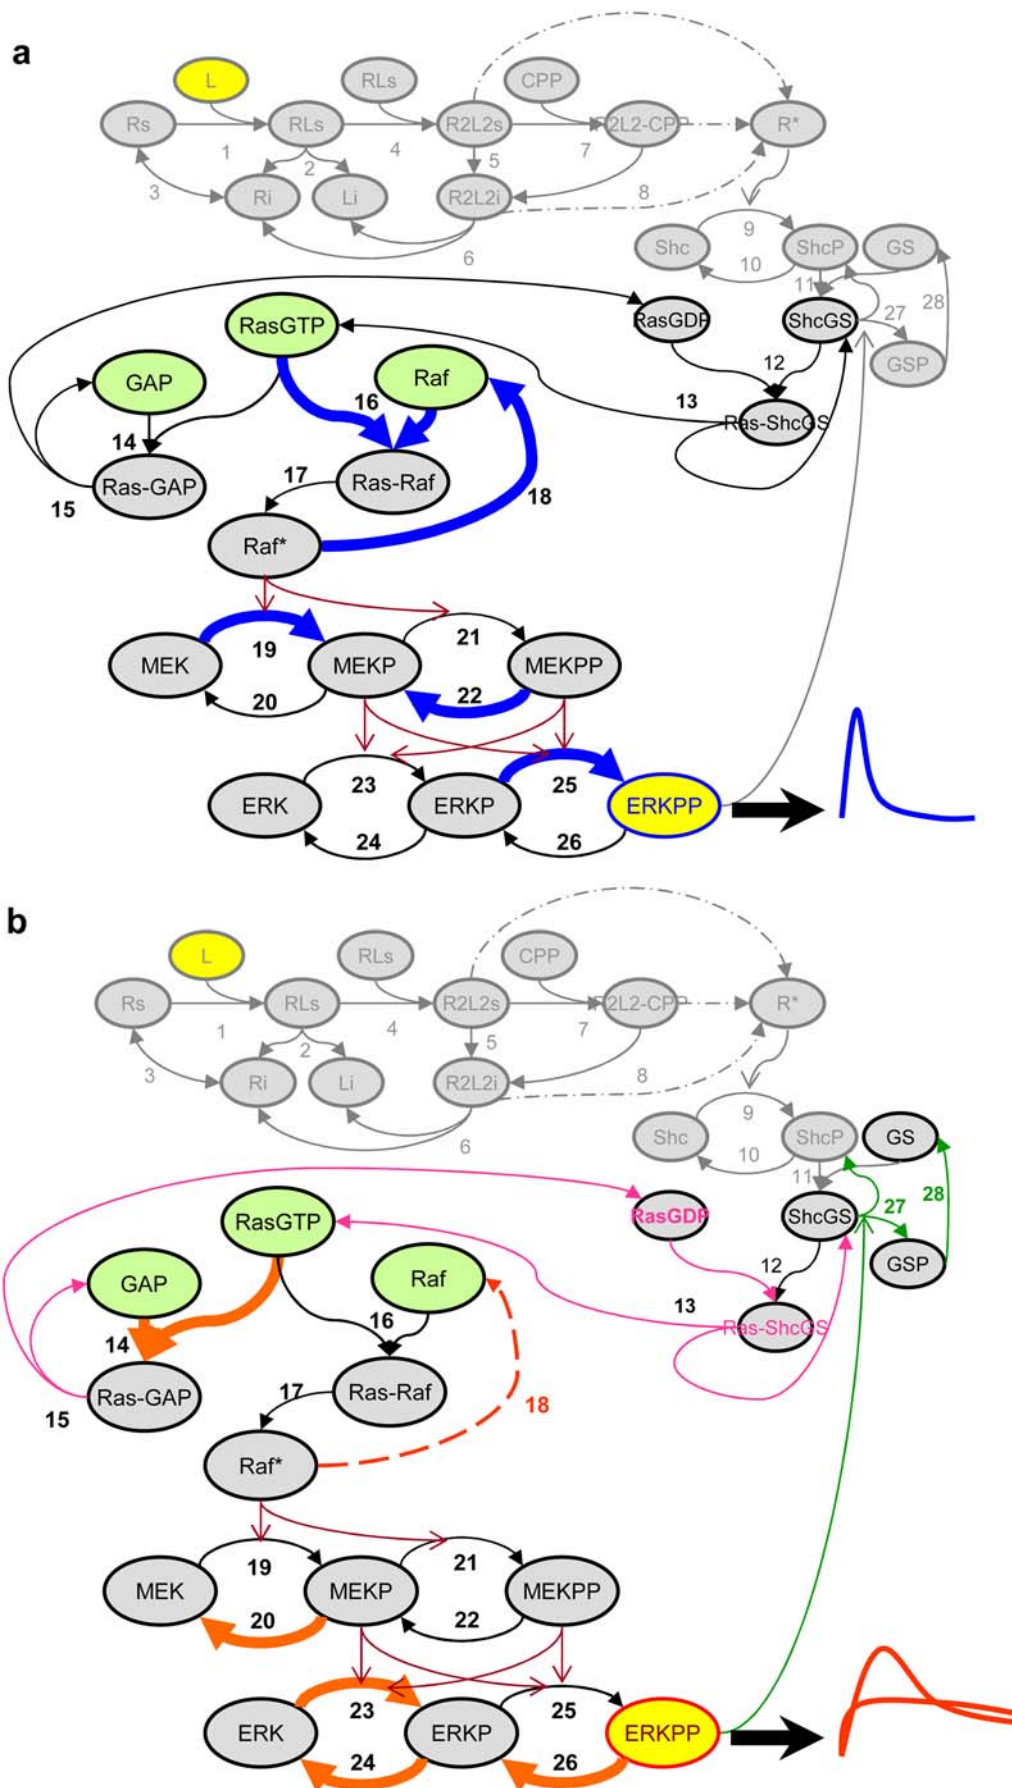 a
L
RLs
CPP
Rs
RLs
R2L2s
R2L2-CPP
R*
1
4
5
7
2
3
Ri
Li
R2L2i
8
6
9
Shc
ShcP
GS
10
11
27
28
RasGTP
RasGDP
ShcGS
GSP
GAP
Raf
12
16
13
Ras-ShcGS
14
17
Ras-GAP
Ras-Raf
18
15
Raf*
21
19
MEK
MEKP
MEKPP
20
22
23
25
ERK
ERKP
ERKPP
24
26
b
L
RLs
CPP
Rs
RLs
R2L2s
R2L2-CPP
R*
1
4
5
7
2
3
Ri
Li
R2L2i
8
6
9
Shc
ShcP
GS
10
11
28
27
RasGTP
RasGDP
ShcGS
GSP
GAP
Raf
12
13
16
Ras-ShcGS
14
17
Ras-GAP
Ras-Raf
18
15
Raf*
19
21
MEK
MEKP
MEKPP
20
22
23
25
ERK
ERKP
ERKPP
24
26